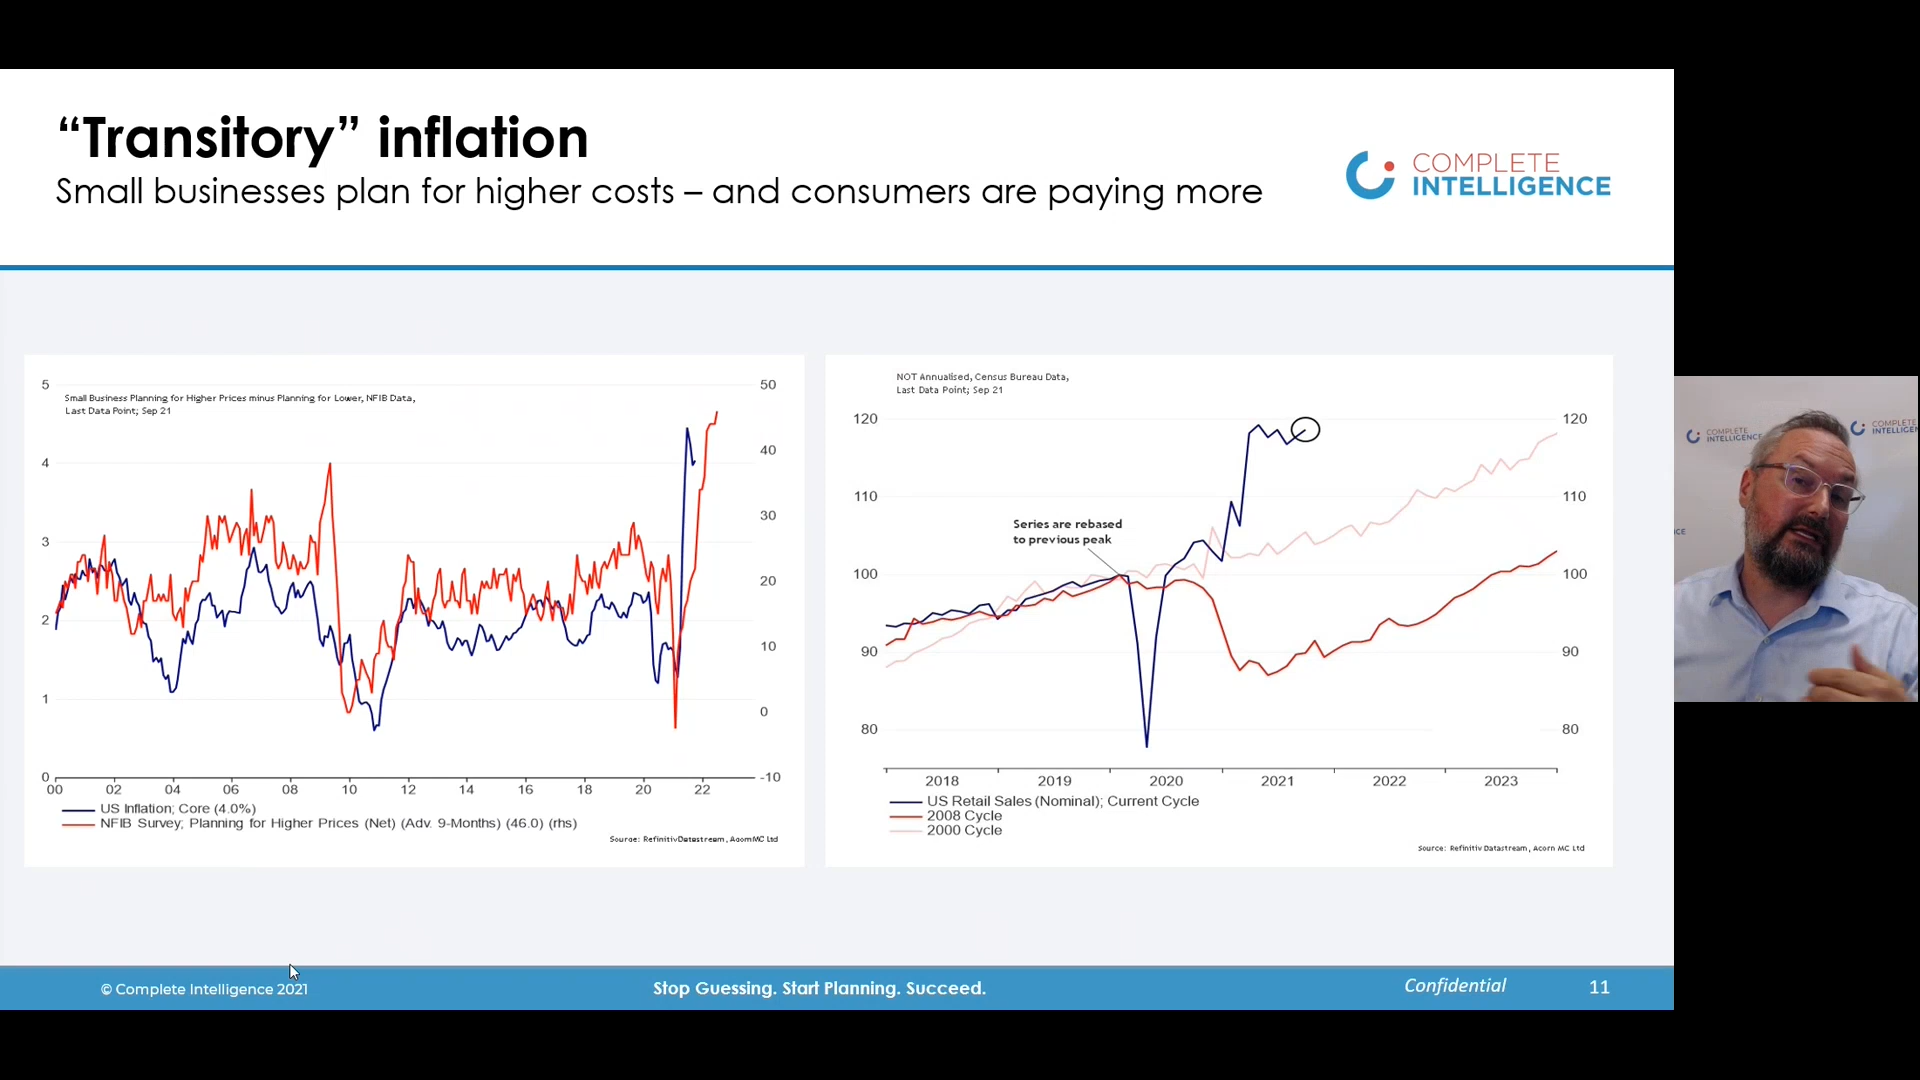 “Transitory” inflation
Small businesses plan for higher costs – and consumers are paying more
COMPLETE
INTELLIGENCE
Small Business Planning for Higher Prices minus Planning for Lower, NFIB Data,
Last Data Point; Sep 21
5
4
3
2
1
0
50
40
30
20
10
0
-10
00 02 04 06 08 10 12 14 16 18 20 22
US Inflation; Core (4.0%)
NFIB Survey; Planning for Higher Prices (Net) (Adv. 9-Months) (46.0) (rhs)
Source: Refinitiv Datastream, Acorn MC Ltd
NOT Annualised, Census Bureau Data,
Last Data Point; Sep 21
120
110
100
90
80
Series are rebased
to previous peak
120
110
100
90
80
2018 2019 2020 2021 2022 2023
US Retail Sales (Nominal); Current Cycle
2008 Cycle
2000 Cycle
Source: Refinitiv Datastream, Acorn MC Ltd
© Complete Intelligence 2021
Stop Guessing. Start Planning. Succeed.
Confidential
11
COMPLETE
INTELLIGENCE
COMPLETE